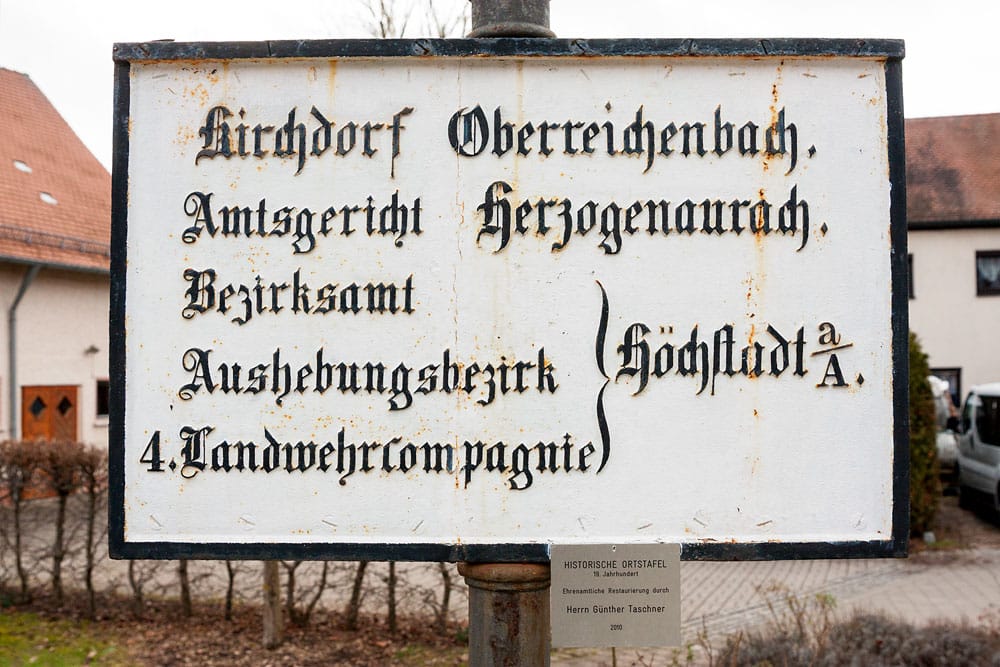 Kirchdorf Oberreichenbach.
Amtsgericht Herzogenaurach.
Bezirksamt
Aushebungsbezirk
4. Landwehrcompagnie
Höchstadt a/A.
HISTORISCHE ORTSTAFEL
19. Jahrhundert
Ehrenamtliche Restaurierung durch
Herrn Günther Taschner
2010